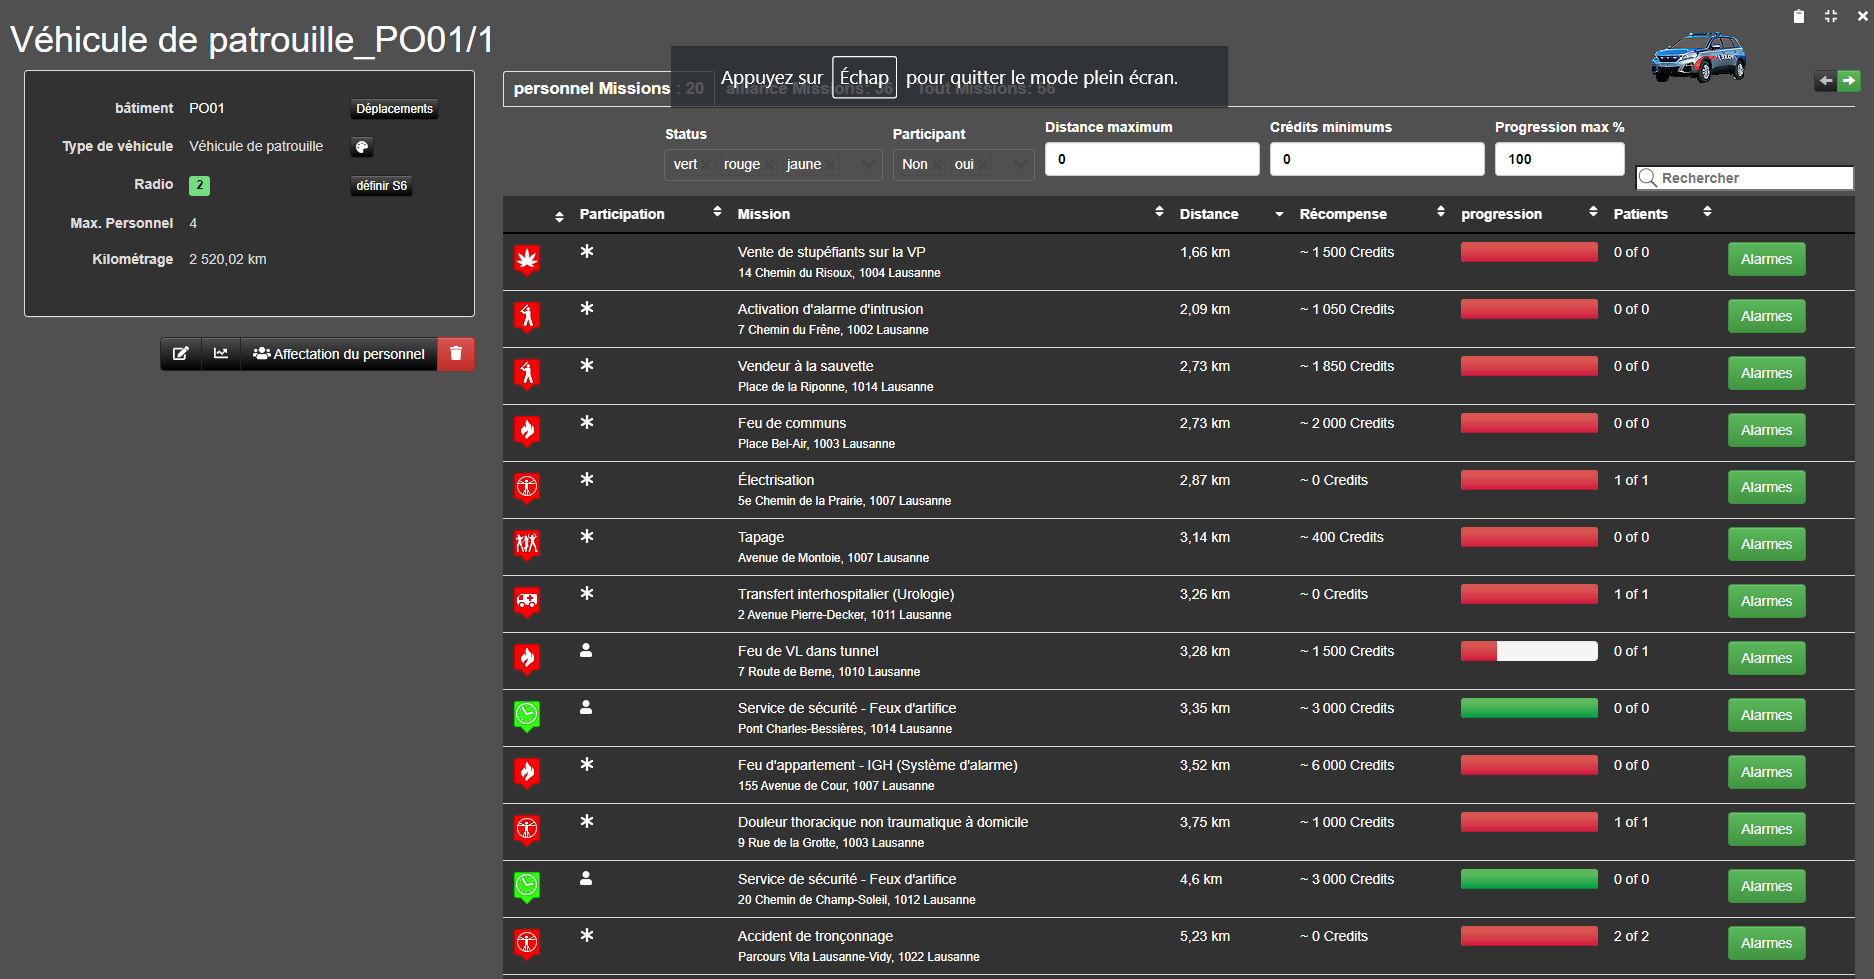 Véhicule de patrouille_PO01/1
bâtiment PO01 Déplacements
Type de véhicule Véhicule de patrouille
Radio 2 définir S6
Max. Personnel 4
Kilométrage 2 520,02 km
Affectation du personnel
Appuyez sur Échap pour quitter le mode plein écran.
personnel Missions : 20 alliance Missions: 36 Tout Missions: 56
Status
vert rouge jaune
Participant
Non oui
Distance maximum
0
Crédits minimums
0
Progression max %
100
Rechercher
Participation Mission Distance Récompense progression Patients
Vente de stupéfiants sur la VP 1,66 km ~ 1 500 Credits 0 of 0 Alarmes
14 Chemin du Risoux, 1004 Lausanne
Activation d'alarme d'intrusion 2,09 km ~ 1 050 Credits 0 of 0 Alarmes
7 Chemin du Frêne, 1002 Lausanne
Vendeur à la sauvette 2,73 km ~ 1 850 Credits 0 of 0 Alarmes
Place de la Riponne, 1014 Lausanne
Feu de communs 2,73 km ~ 2 000 Credits 0 of 0 Alarmes
Place Bel-Air, 1003 Lausanne
Électrisation 2,87 km ~ 0 Credits 1 of 1 Alarmes
5e Chemin de la Prairie, 1007 Lausanne
Tapage 3,14 km ~ 400 Credits 0 of 0 Alarmes
Avenue de Montoie, 1007 Lausanne
Transfert interhospitalier (Urologie) 3,26 km ~ 0 Credits 1 of 1 Alarmes
2 Avenue Pierre-Decker, 1011 Lausanne
Feu de VL dans tunnel 3,28 km ~ 1 500 Credits 0 of 1 Alarmes
7 Route de Berne, 1010 Lausanne
Service de sécurité - Feux d'artifice 3,35 km ~ 3 000 Credits 0 of 0 Alarmes
Pont Charles-Bessières, 1014 Lausanne
Feu d'appartement - IGH (Système d'alarme) 3,52 km ~ 6 000 Credits 0 of 0 Alarmes
155 Avenue de Cour, 1007 Lausanne
Douleur thoracique non traumatique à domicile 3,75 km ~ 1 000 Credits 1 of 1 Alarmes
9 Rue de la Grotte, 1003 Lausanne
Service de sécurité - Feux d'artifice 4,6 km ~ 3 000 Credits 0 of 0 Alarmes
20 Chemin de Champ-Soleil, 1012 Lausanne
Accident de tronçonnage 5,23 km ~ 0 Credits 2 of 2 Alarmes
Parcours Vita Lausanne-Vidy, 1022 Lausanne